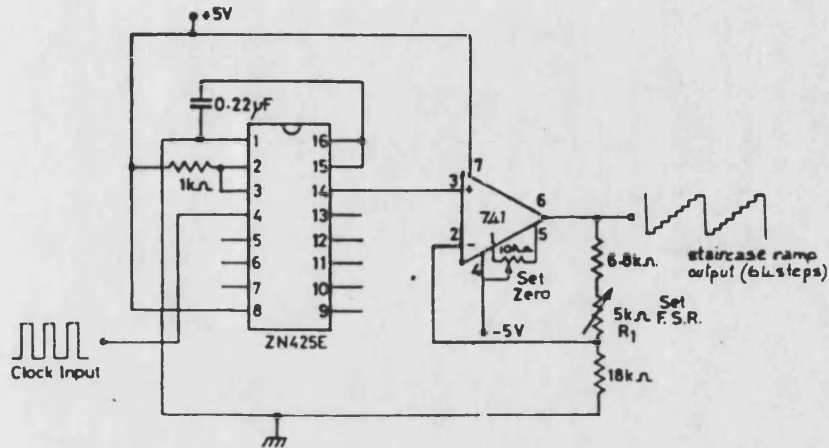 +5V
0.22μF
1 16
2 15
1kΩ
3 14
4 13
5 12
6 11
7 10
8 9
ZN425E
Clock Input
3 + 7
741
6
2 -
10kΩ
5
4
Set
Zero
-5V
6.8kΩ
5kΩ
R1
Set
F.S.R.
18kΩ
staircase ramp
output (64 steps)